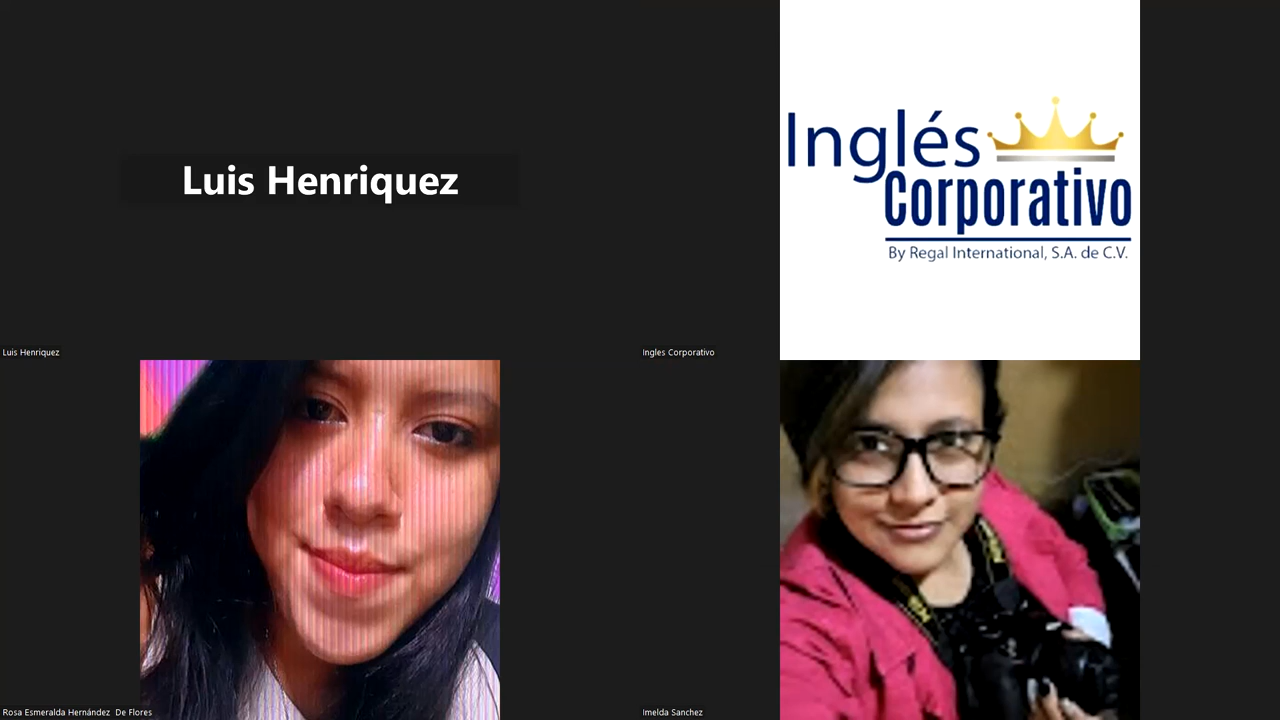 Luis Henriquez
Inglés
Corporativo
By Regal International, S.A. de C.V.
Luis Henriquez
Ingles Corporativo
Rosa Esmeralda Hernández  De Flores
Imelda Sanchez